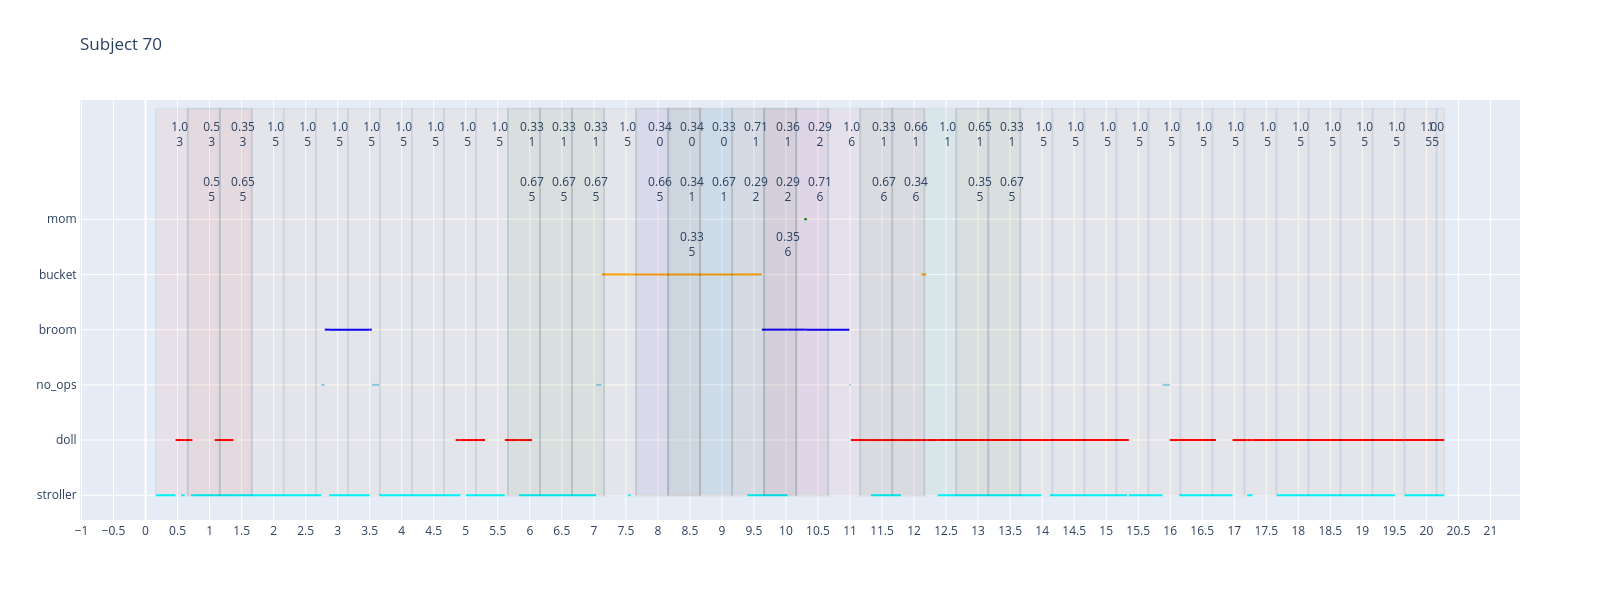 Subject 70
1.0 0.5 0.35 1.0 1.0 1.0 1.0 1.0 1.0 1.0 1.0 0.33 0.33 0.33 1.0 0.34 0.34 0.33 0.71 0.36 0.29 1.0 0.33 0.66 1.0 0.65 0.33 1.0 1.0 1.0 1.0 1.0 1.0 1.0 1.0 1.0 1.0 1.0 1.0 1.0 1.0
3 3 3 5 5 5 5 5 5 5 5 1 1 1 5 0 0 0 1 1 2 6 1 1 1 1 1 5 5 5 5 5 5 5 5 5 5 5 5 5 5
0.5 0.65 0.67 0.67 0.67 0.66 0.34 0.67 0.29 0.29 0.71 0.67 0.34 0.35 0.67
5 5 5 5 5 5 1 1 2 2 6 6 6 5 5
mom
0.33 0.35
5 6
bucket
broom
no_ops
doll
stroller
−1 −0.5 0 0.5 1 1.5 2 2.5 3 3.5 4 4.5 5 5.5 6 6.5 7 7.5 8 8.5 9 9.5 10 10.5 11 11.5 12 12.5 13 13.5 14 14.5 15 15.5 16 16.5 17 17.5 18 18.5 19 19.5 20 20.5 21